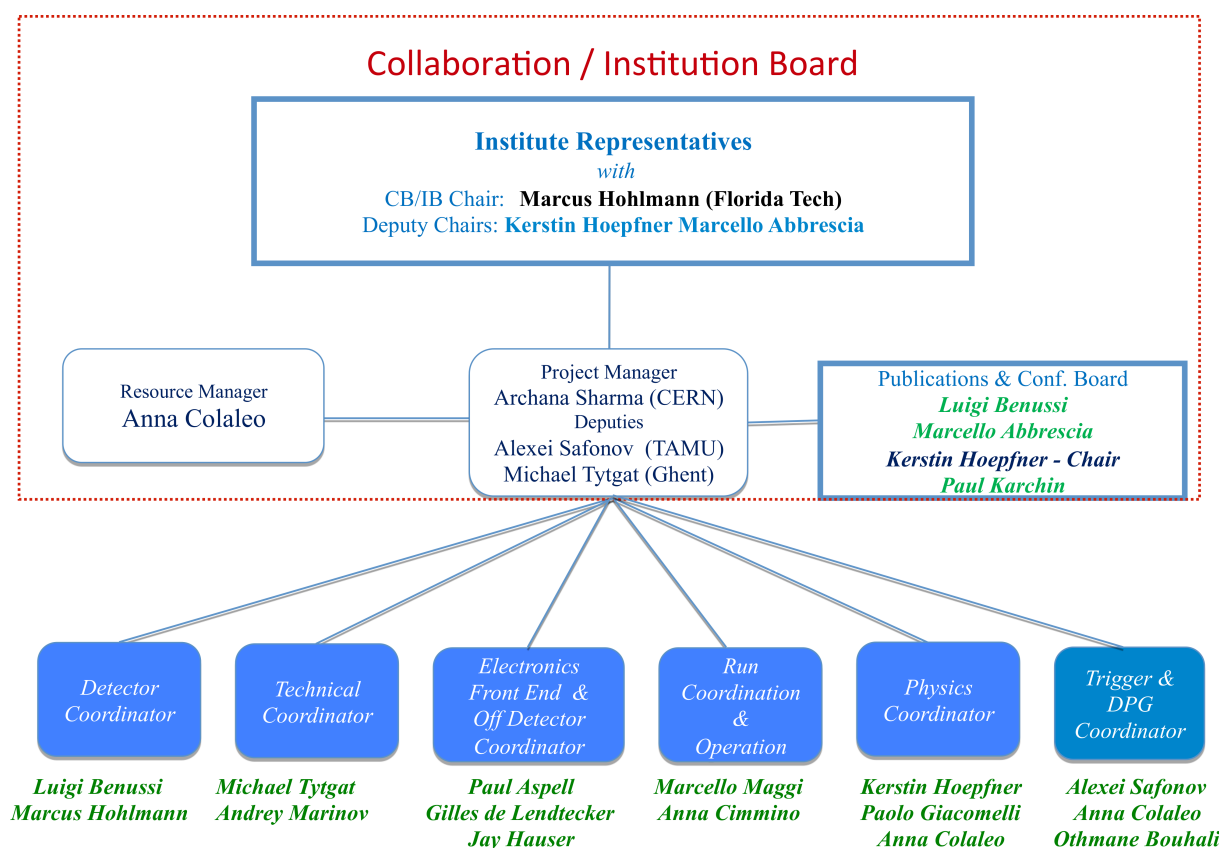 Collaboration / Institution Board
Institute Representatives
with
CB/IB Chair: Marcus Hohlmann (Florida Tech)
Deputy Chairs: Kerstin Hoepfner Marcello Abbrescia
Resource Manager
Anna Colaleo
Project Manager
Archana Sharma (CERN)
Deputies
Alexei Safonov (TAMU)
Michael Tytgat (Ghent)
Publications & Conf. Board
Luigi Benussi
Marcello Abbrescia
Kerstin Hoepfner - Chair
Paul Karchin
Detector
Coordinator
Luigi Benussi
Marcus Hohlmann
Technical
Coordinator
Michael Tytgat
Andrey Marinov
Electronics
Front End &
Off Detector
Coordinator
Paul Aspell
Gilles de Lendtecker
Jay Hauser
Run
Coordination
&
Operation
Marcello Maggi
Anna Cimmino
Physics
Coordinator
Kerstin Hoepfner
Paolo Giacomelli
Anna Colaleo
Trigger &
DPG
Coordinator
Alexei Safonov
Anna Colaleo
Othmane Bouhali